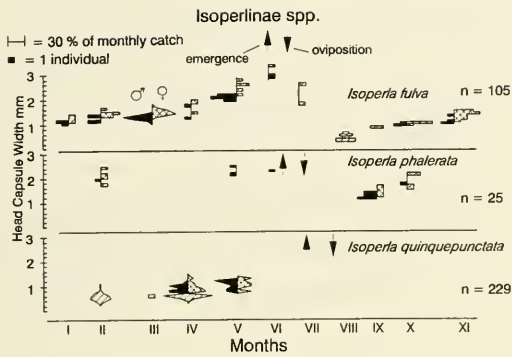 Isoperlinae spp.
= 30 % of monthly catch
= 1 individual
emergence
oviposition
♂ ♀
Head Capsule Width mm
3
2
1
Isoperla fulva
n = 105
3
2
1
Isoperla phalerata
n = 25
3
2
1
Isoperla quinquepunctata
n = 229
I II III IV V VI VII VIII IX X XI
Months